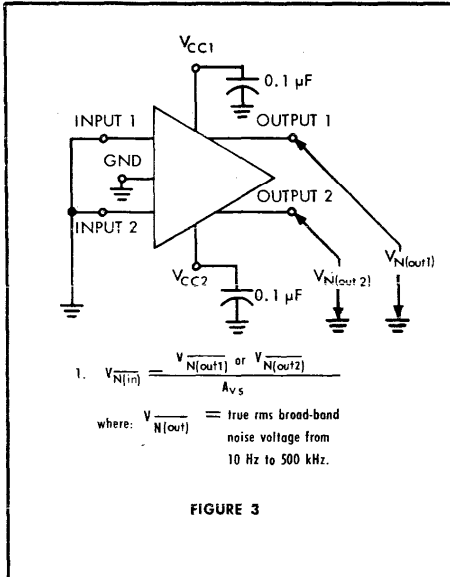 VCC1
0.1 µF
INPUT 1
OUTPUT 1
GND
OUTPUT 2
INPUT 2
VCC2
0.1 µF
VN(out 2)
VN(out1)
1. VN(in) = VN(out1) or VN(out2)
AVS
where: VN(out) = true rms broad-band
noise voltage from
10 Hz to 500 kHz.
FIGURE 3